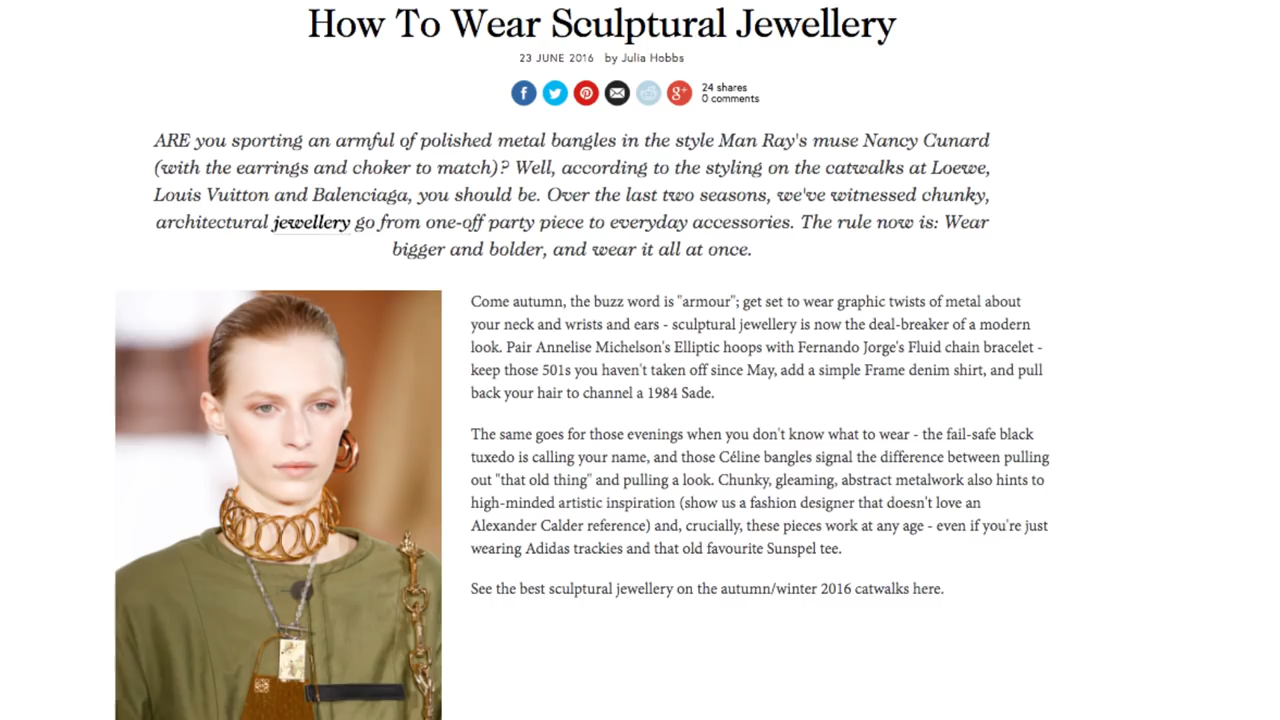 How To Wear Sculptural Jewellery
23 JUNE 2016 by Julia Hobbs
24 shares
0 comments
ARE you sporting an armful of polished metal bangles in the style Man Ray's muse Nancy Cunard
(with the earrings and choker to match)? Well, according to the styling on the catwalks at Loewe,
Louis Vuitton and Balenciaga, you should be. Over the last two seasons, we've witnessed chunky,
architectural jewellery go from one-off party piece to everyday accessories. The rule now is: Wear
bigger and bolder, and wear it all at once.
Come autumn, the buzz word is "armour"; get set to wear graphic twists of metal about
your neck and wrists and ears - sculptural jewellery is now the deal-breaker of a modern
look. Pair Annelise Michelson's Elliptic hoops with Fernando Jorge's Fluid chain bracelet -
keep those 501s you haven't taken off since May, add a simple Frame denim shirt, and pull
back your hair to channel a 1984 Sade.
The same goes for those evenings when you don't know what to wear - the fail-safe black
tuxedo is calling your name, and those Céline bangles signal the difference between pulling
out "that old thing" and pulling a look. Chunky, gleaming, abstract metalwork also hints to
high-minded artistic inspiration (show us a fashion designer that doesn't love an
Alexander Calder reference) and, crucially, these pieces work at any age - even if you're just
wearing Adidas trackies and that old favourite Sunspel tee.
See the best sculptural jewellery on the autumn/winter 2016 catwalks here.